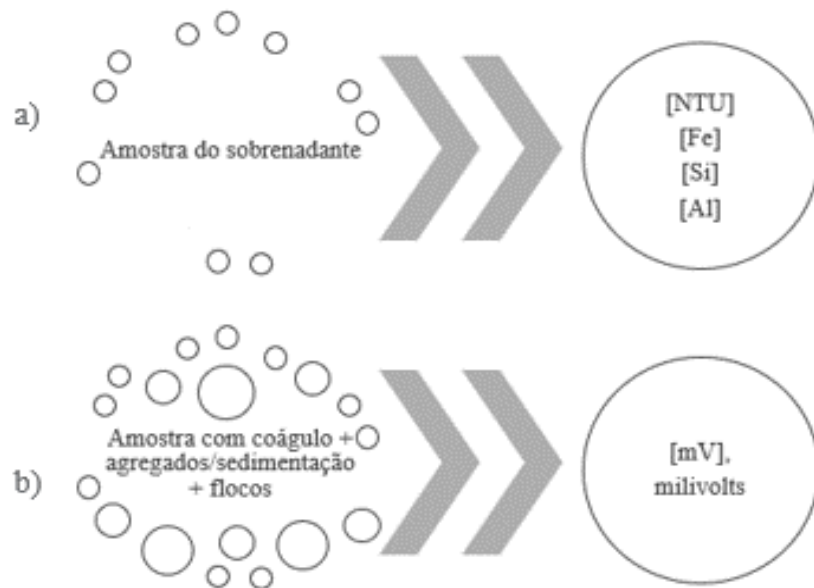 a)
Amostra do sobrenadante
[NTU]
[Fe]
[Si]
[Al]
b)
Amostra com coágulo +
agregados/sedimentação
+ flocos
[mV],
milivolts